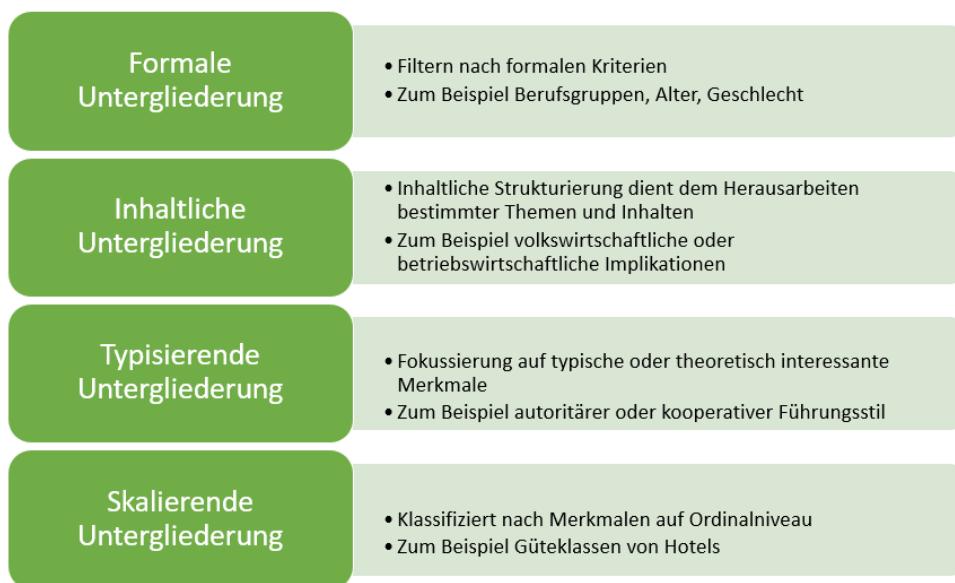 Formale
Untergliederung
• Filtern nach formalen Kriterien
• Zum Beispiel Berufsgruppen, Alter, Geschlecht
Inhaltliche
Untergliederung
• Inhaltliche Strukturierung dient dem Herausarbeiten
bestimmter Themen und Inhalten
• Zum Beispiel volkswirtschaftliche oder
betriebswirtschaftliche Implikationen
Typisierende
Untergliederung
• Fokussierung auf typische oder theoretisch interessante
Merkmale
• Zum Beispiel autoritärer oder kooperativer Führungsstil
Skalierende
Untergliederung
• Klassifiziert nach Merkmalen auf Ordinalniveau
• Zum Beispiel Güteklassen von Hotels